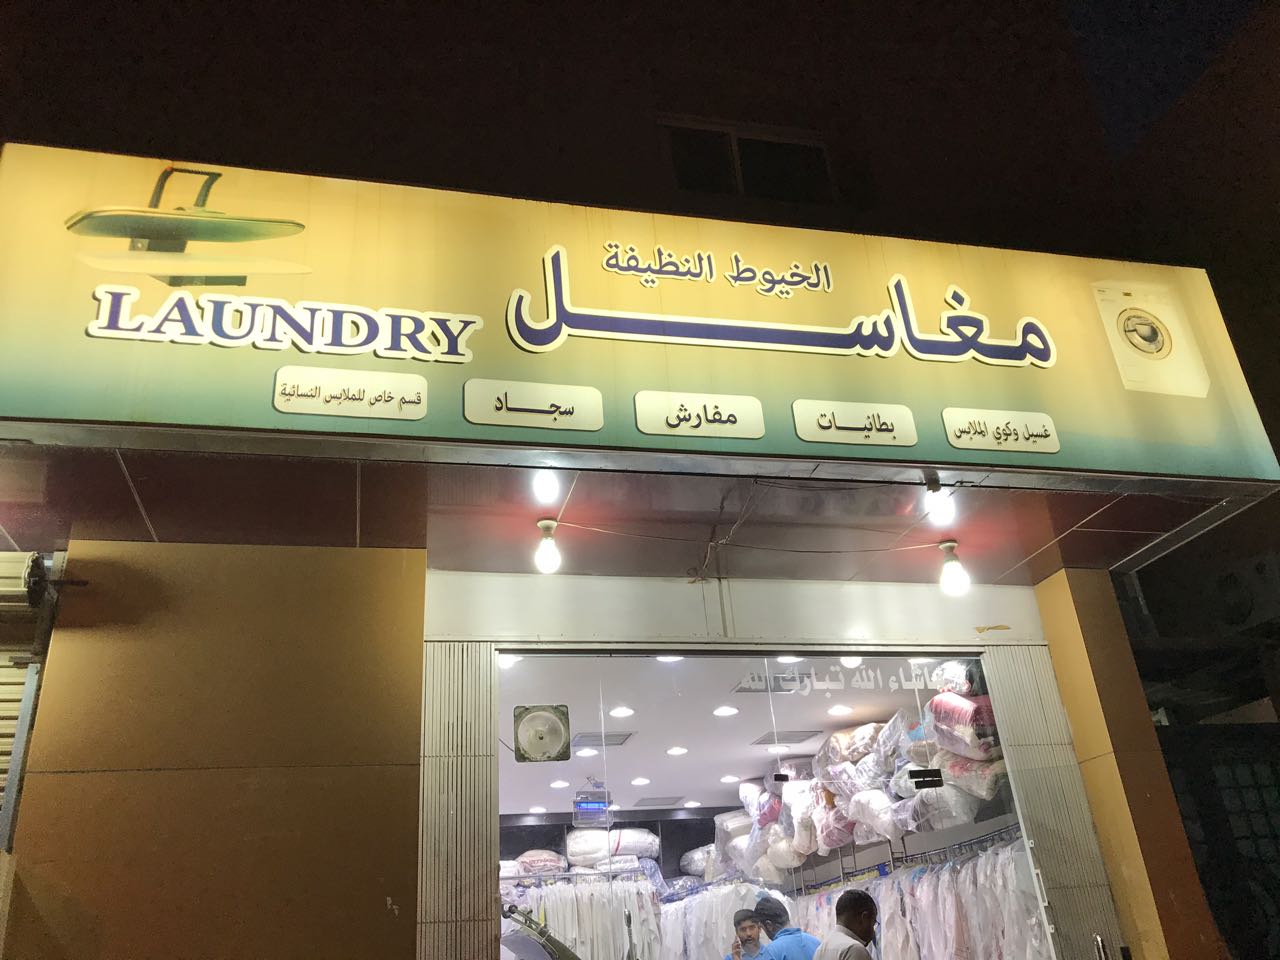 الخيوط النظيفة
مغاسل
LAUNDRY
غسيل وكوي الملابس
بطانيات
مفارش
سجاد
قسم خاص للملابس النسائية
ماشاء الله تبارك الله